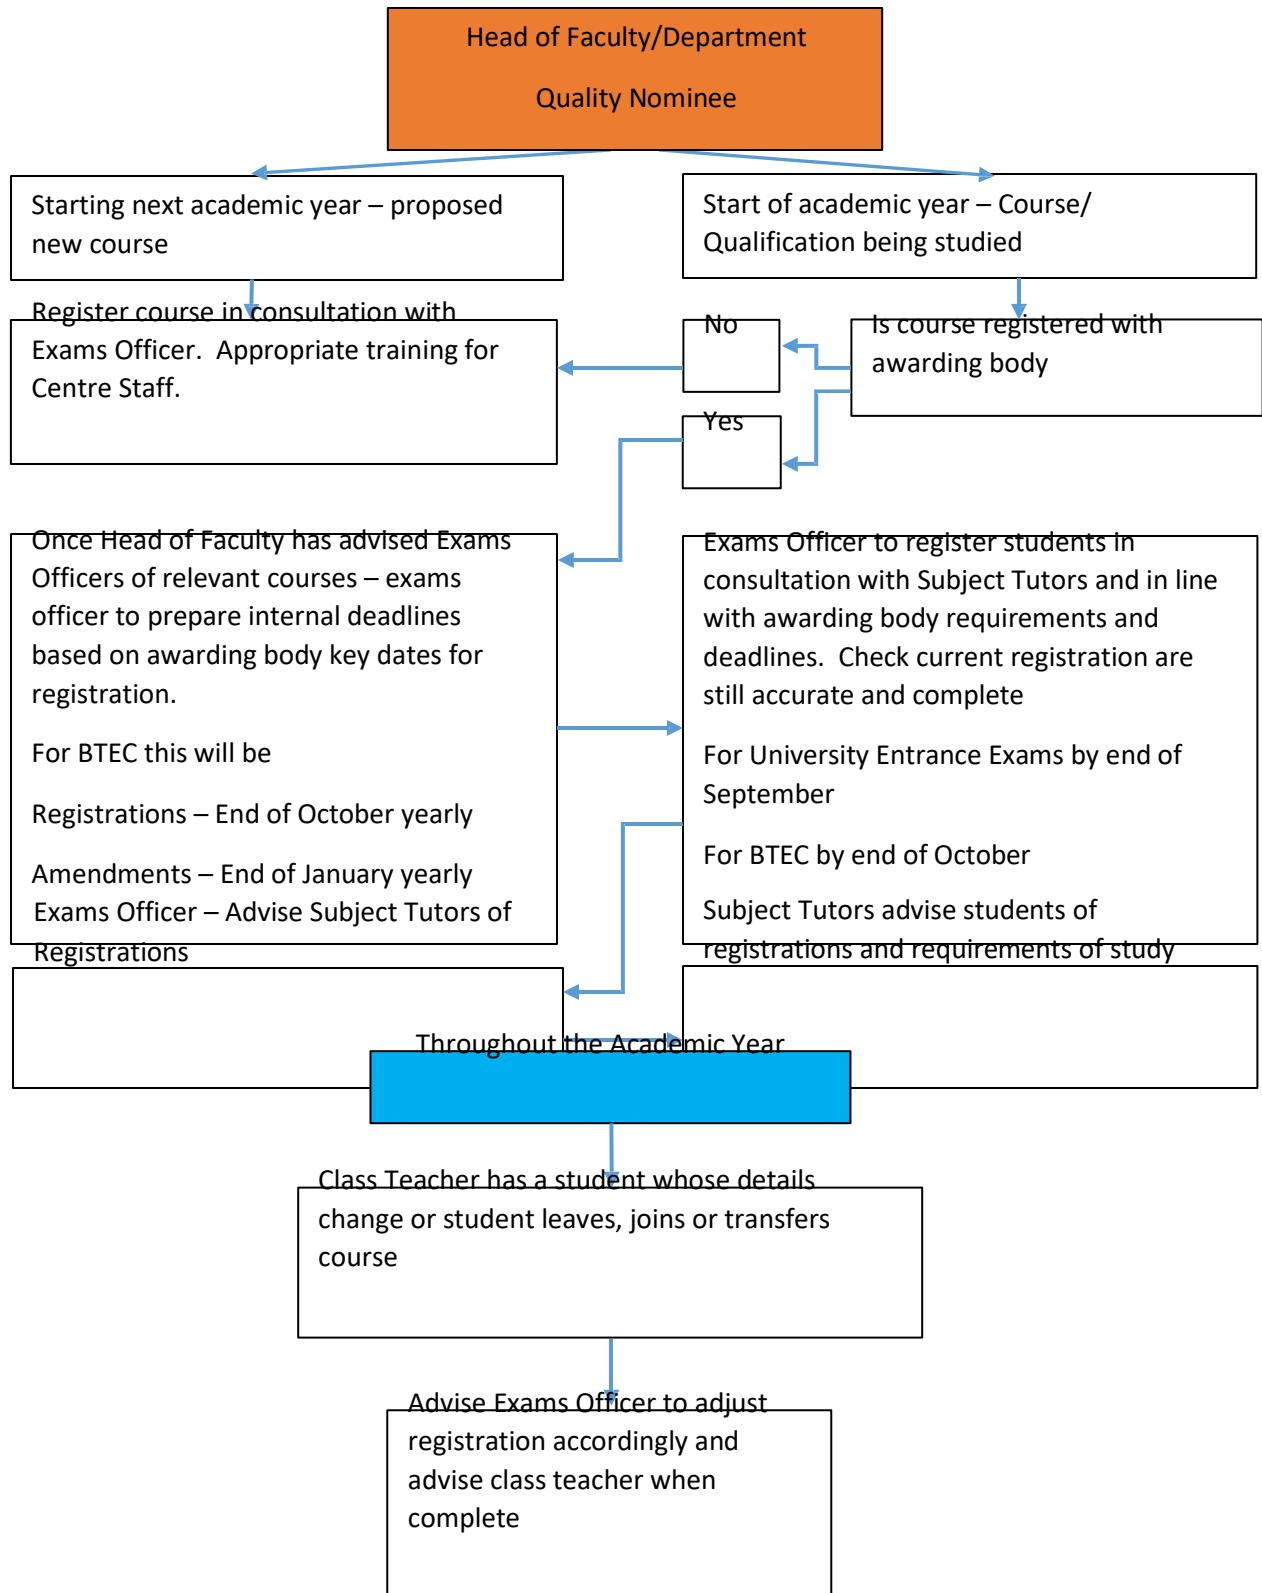 Head of Faculty/Department
Quality Nominee
Starting next academic year – proposed
new course
Start of academic year – Course/
Qualification being studied
Register course in consultation with
Exams Officer.  Appropriate training for
Centre Staff.
No
Is course registered with
awarding body
Yes
Once Head of Faculty has advised Exams
Officers of relevant courses – exams
officer to prepare internal deadlines
based on awarding body key dates for
registration.
For BTEC this will be
Registrations – End of October yearly
Amendments – End of January yearly
Exams Officer to register students in
consultation with Subject Tutors and in line
with awarding body requirements and
deadlines.  Check current registration are
still accurate and complete
For University Entrance Exams by end of
September
For BTEC by end of October
Exams Officer – Advise Subject Tutors of
Registrations
Subject Tutors advise students of
registrations and requirements of study
Throughout the Academic Year
Class Teacher has a student whose details
change or student leaves, joins or transfers
course
Advise Exams Officer to adjust
registration accordingly and
advise class teacher when
complete